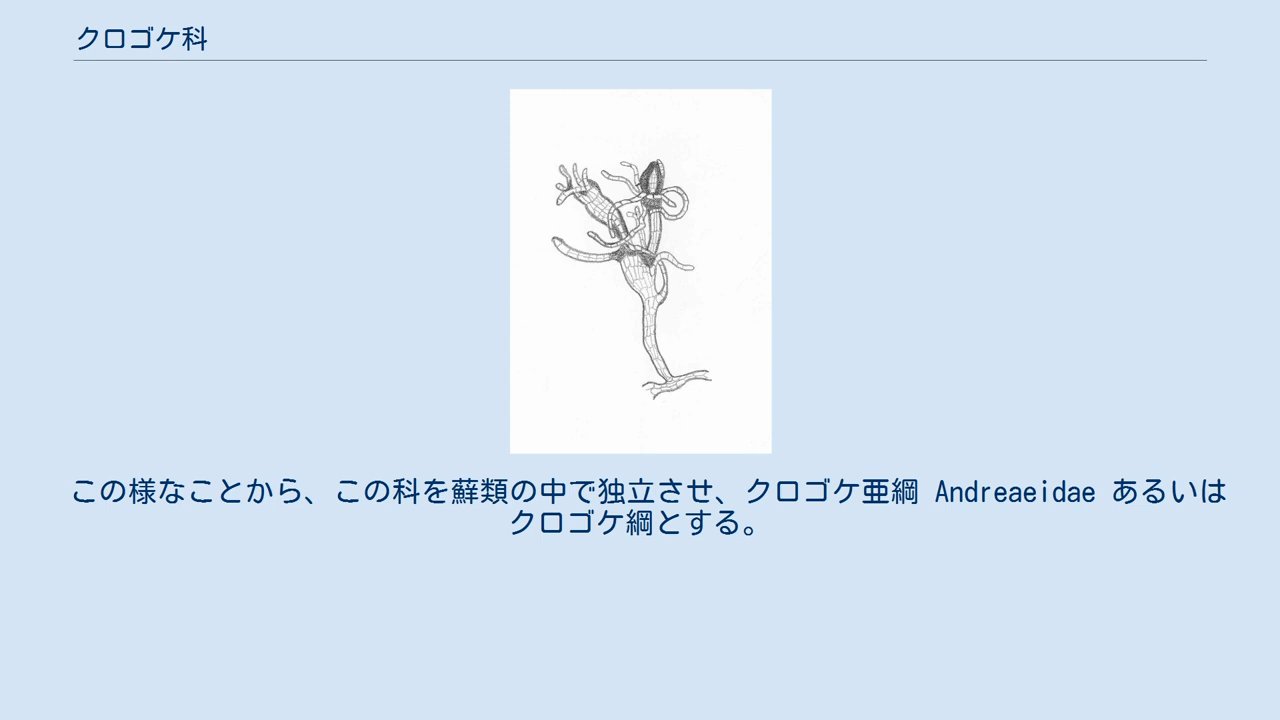 クロゴケ科
この様なことから、この科を蘚類の中で独立させ、クロゴケ亜綱 Andreaeidae あるいは
クロゴケ綱とする。